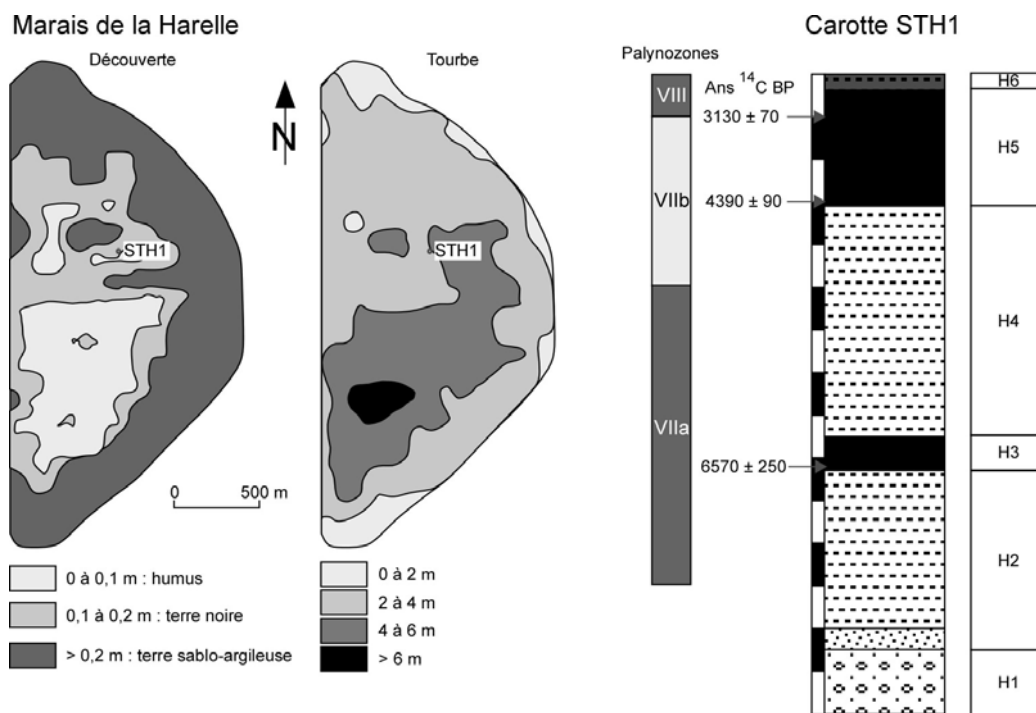 Marais de la Harelle
Découverte
Tourbe
N
STH1
STH1
0 500 m
0 à 0,1 m : humus
0,1 à 0,2 m : terre noire
> 0,2 m : terre sablo-argileuse
0 à 2 m
2 à 4 m
4 à 6 m
> 6 m
Carotte STH1
Palynozones
Ans 14C BP
VIII
VIIb
VIIa
3130 ± 70
4390 ± 90
6570 ± 250
H6
H5
H4
H3
H2
H1